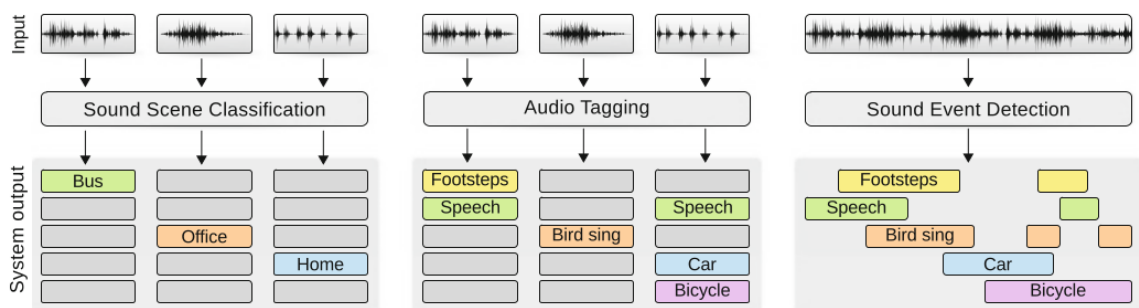 Input
Sound Scene Classification
Audio Tagging
Sound Event Detection
System output
Bus
Office
Home
Footsteps
Speech
Speech
Bird sing
Car
Bicycle
Footsteps
Speech
Bird sing
Car
Bicycle